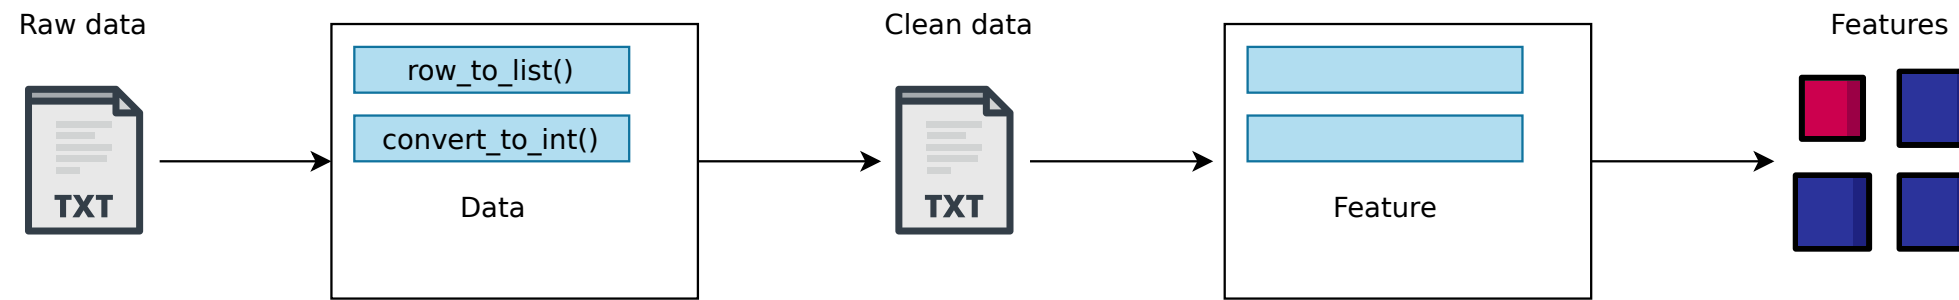 Raw data
row_to_list()
convert_to_int()
Data
TXT
Clean data
TXT
Feature
Features